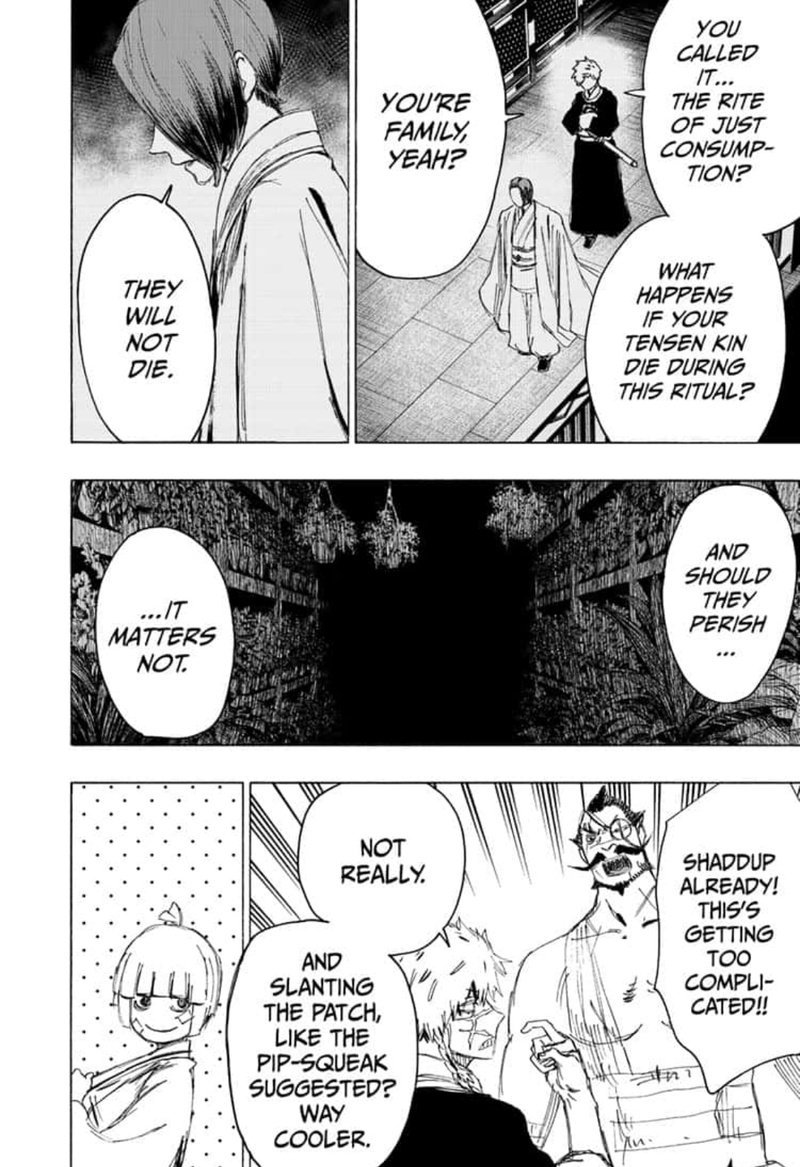 YOU
CALLED
IT...
THE RITE
OF JUST
CONSUMP-
TION?
WHAT
HAPPENS
IF YOUR
TENSEN KIN
DIE DURING
THIS RITUAL?
YOU'RE
FAMILY,
YEAH?
THEY
WILL
NOT
DIE.
AND
SHOULD
THEY
PERISH
...
...IT
MATTERS
NOT.
SHADDUP
ALREADY!
THIS'S
GETTING
TOO
COMPLI-
CATED!!
NOT
REALLY.
AND
SLANTING
THE PATCH,
LIKE THE
PIP-SQUEAK
SUGGESTED?
WAY
COOLER.